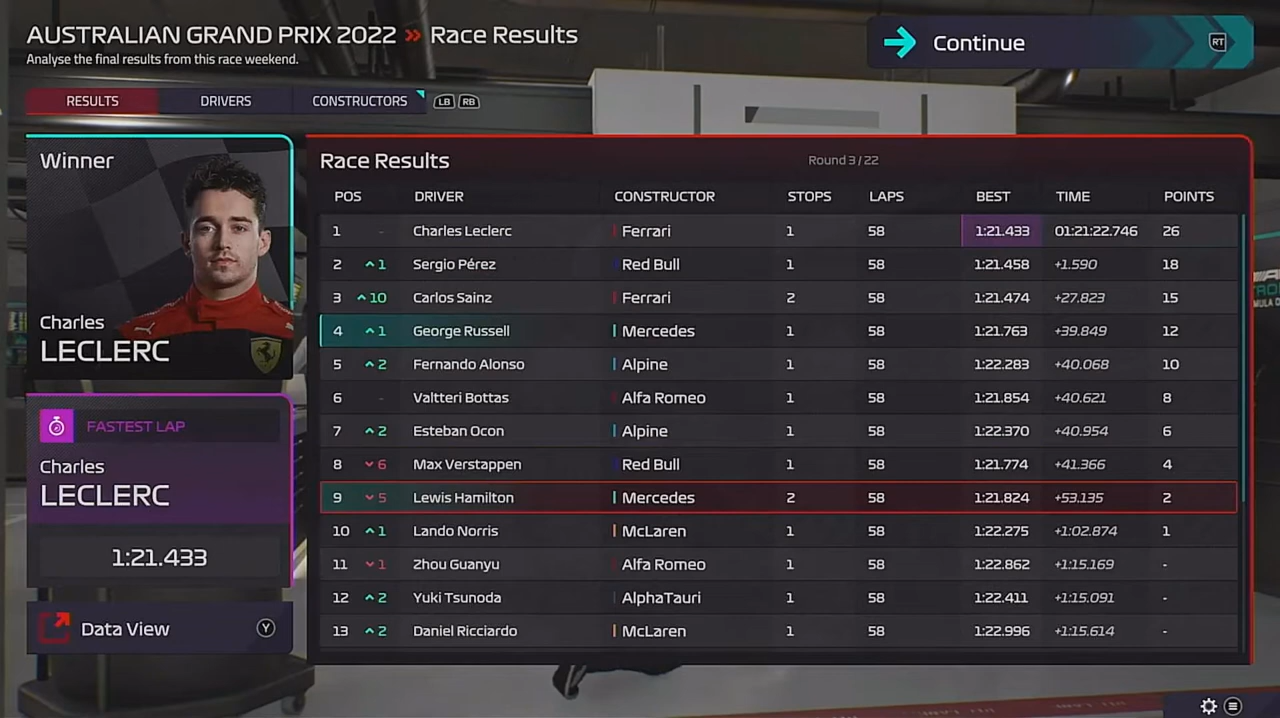 AUSTRALIAN GRAND PRIX 2022 » Race Results
Analyse the final results from this race weekend.
Continue RT
RESULTS DRIVERS CONSTRUCTORS LB RB
Winner
Charles
LECLERC
FASTEST LAP
Charles
LECLERC
1:21.433
Data View Y
Race Results Round 3 / 22
POS DRIVER CONSTRUCTOR STOPS LAPS BEST TIME POINTS
1 - Charles Leclerc Ferrari 1 58 1:21.433 01:21:22.746 26
2 1 Sergio Pérez Red Bull 1 58 1:21.458 +1.590 18
3 10 Carlos Sainz Ferrari 2 58 1:21.474 +27.823 15
4 1 George Russell Mercedes 1 58 1:21.763 +39.849 12
5 2 Fernando Alonso Alpine 1 58 1:22.283 +40.068 10
6 - Valtteri Bottas Alfa Romeo 1 58 1:21.854 +40.621 8
7 2 Esteban Ocon Alpine 1 58 1:22.370 +40.954 6
8 6 Max Verstappen Red Bull 1 58 1:21.774 +41.366 4
9 5 Lewis Hamilton Mercedes 2 58 1:21.824 +53.135 2
10 1 Lando Norris McLaren 1 58 1:22.275 +1:02.874 1
11 1 Zhou Guanyu Alfa Romeo 1 58 1:22.862 +1:15.169 -
12 2 Yuki Tsunoda AlphaTauri 1 58 1:22.411 +1:15.091 -
13 2 Daniel Ricciardo McLaren 1 58 1:22.996 +1:15.614 -